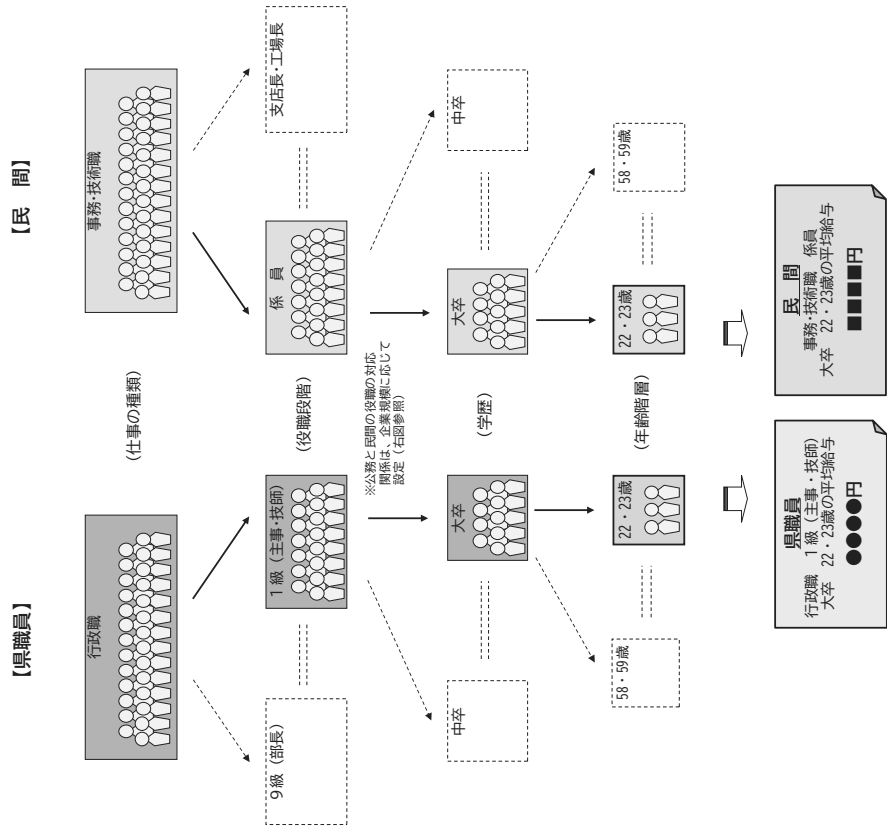 【県職員】
【民　間】
行政職
(仕事の種類)
事務・技術職
９級（部長）
１級（主事・技師）
(役職段階)
係　員
支店長・工場長
※公務と民間の役職の対応
関係は、企業規模に応じて
設定（右図参照）
中卒
大卒
(学歴)
大卒
中卒
58・59歳
22・23歳
(年齢階層)
22・23歳
58・59歳
県職員
行政職　１級（主事・技師）
大卒　22・23歳の平均給与
●●●●円
民　間
事務・技術職　係員
大卒　22・23歳の平均給与
■■■■円